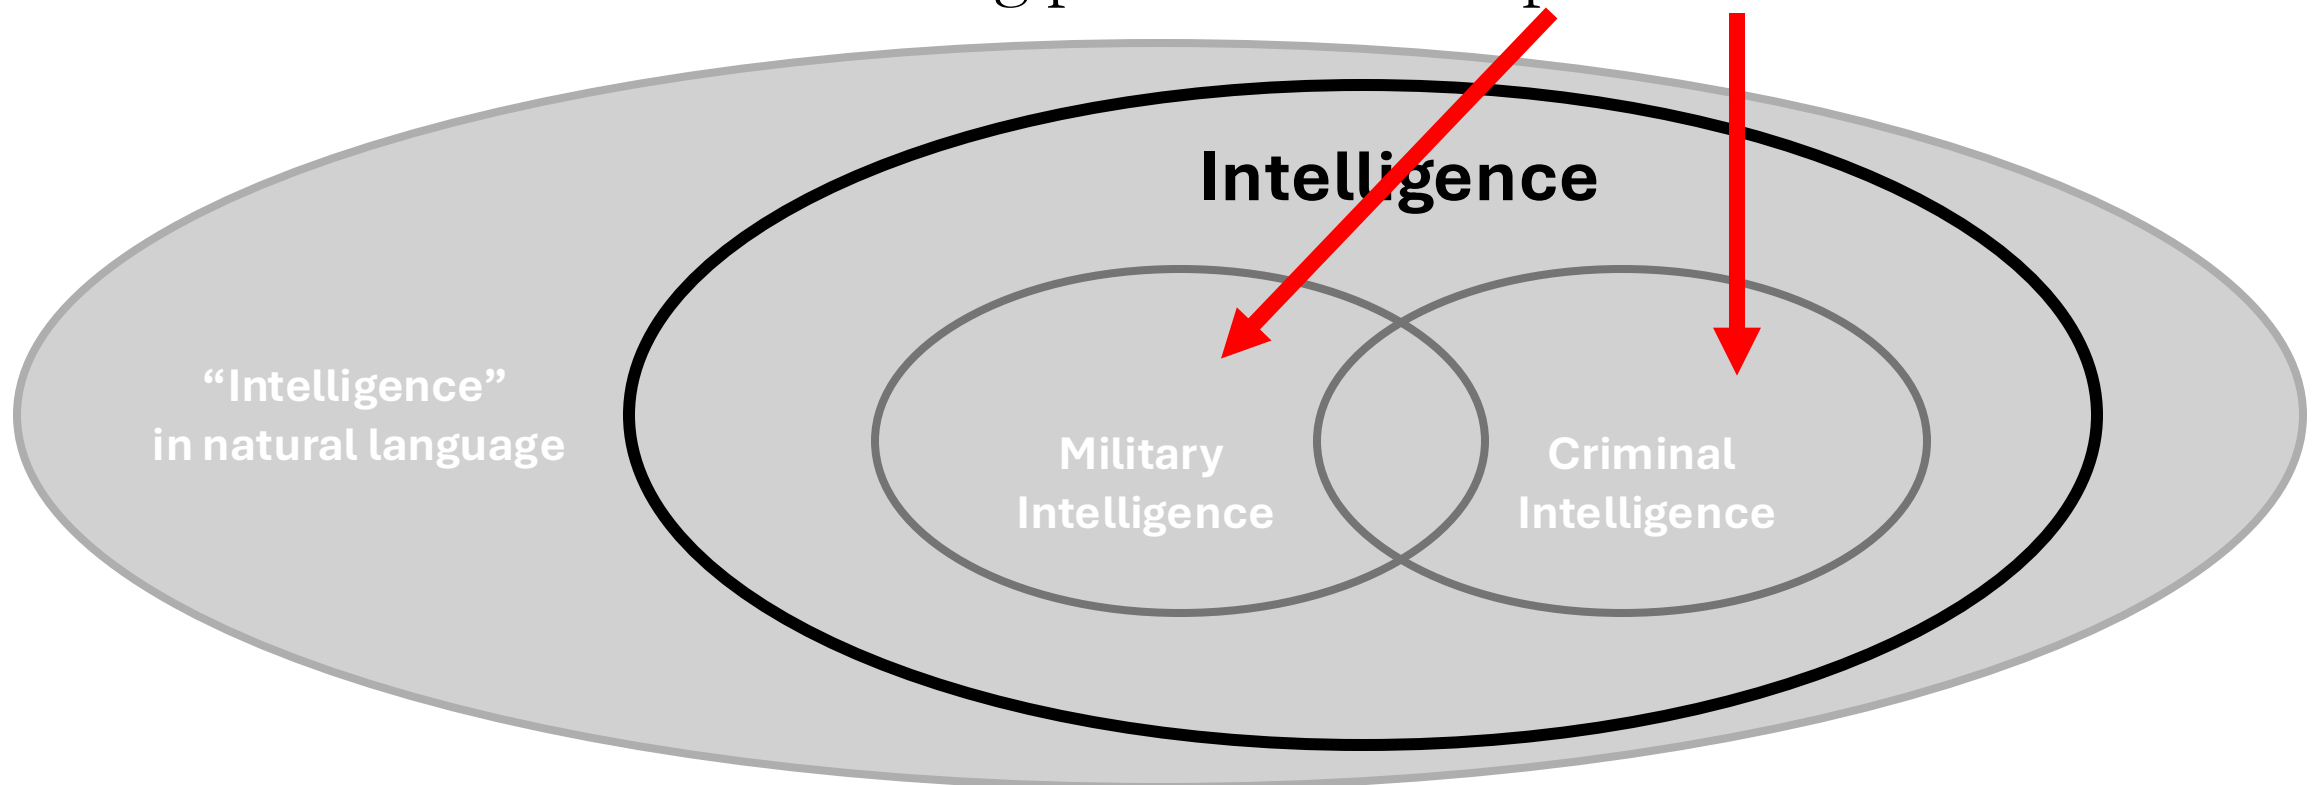 Intelligence
“Intelligence”
in natural language
Military
Intelligence
Criminal
Intelligence